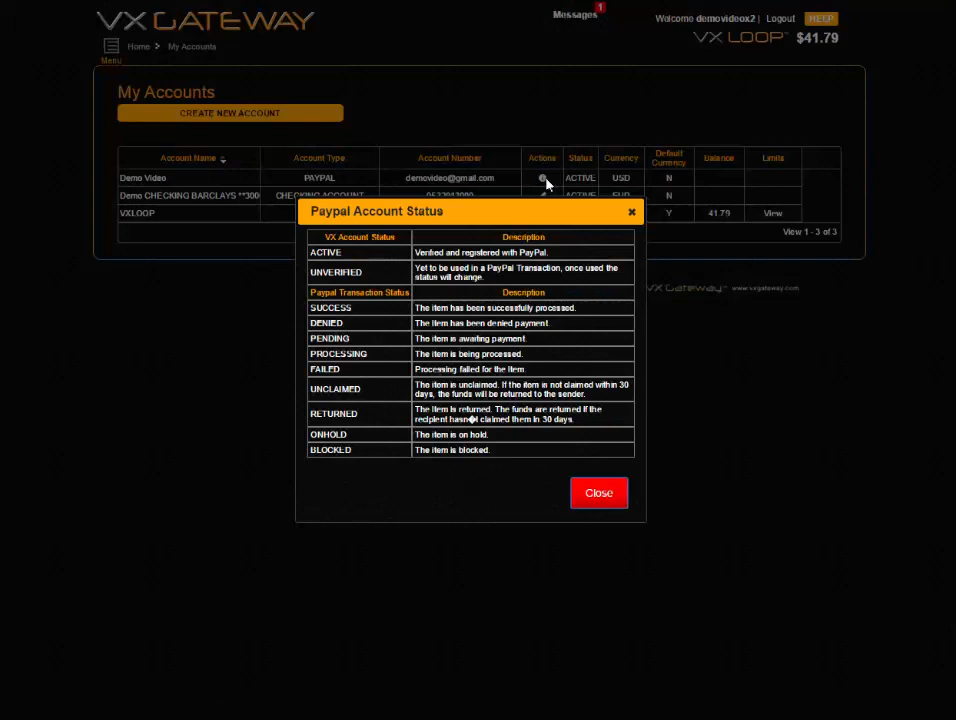 VXGATEWAY
Messages 1
Welcome demovideox2 | Logout HELP
VX LOOP™ $41.79
Menu
Home > My Accounts
My Accounts
CREATE NEW ACCOUNT
Account Name Account Type Account Number Actions Status Currency Default Currency Balance Limits
Demo Video PAYPAL demovideo@gmail.com ACTIVE USD N
Demo CHECKING BARCLAYS **300 CHECKING ACCOUNT ACTIVE EUR N
VXLOOP Y 41.79 View
View 1 - 3 of 3
Paypal Account Status
VX Account Status Description
ACTIVE Verified and registered with PayPal.
UNVERIFIED Yet to be used in a PayPal Transaction, once used the
status will change.
Paypal Transaction Status Description
SUCCESS The item has been successfully processed.
DENIED The item has been denied payment.
PENDING The item is awaiting payment.
PROCESSING The item is being processed.
FAILED Processing failed for the item.
UNCLAIMED The item is unclaimed. If the item is not claimed within 30
days, the funds will be returned to the sender.
RETURNED The item is returned. The funds are returned if the
recipient hasn�t claimed them in 30 days.
ONHOLD The item is on hold.
BLOCKED The item is blocked.
Close
VXGateway™ www.vxgateway.com